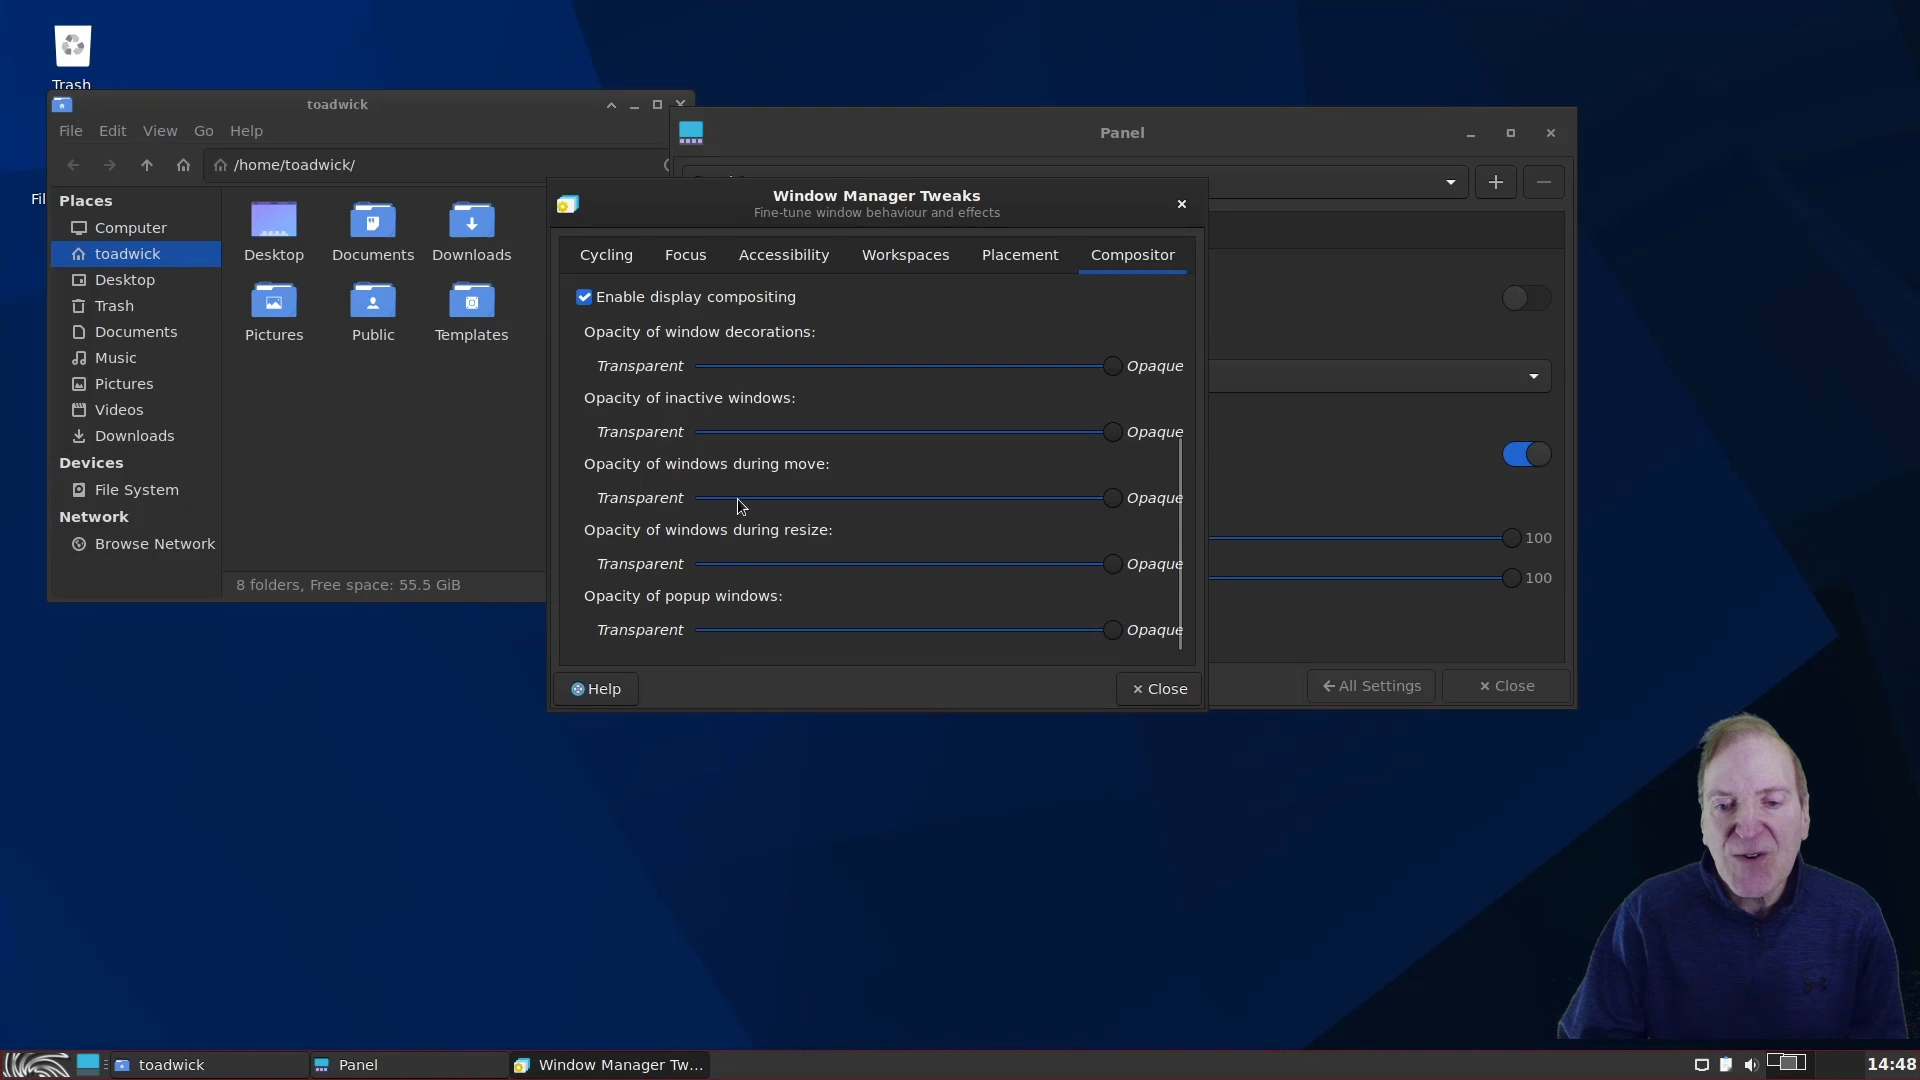 Trash
toadwick
File Edit View Go Help
/home/toadwick/
Fil
Places
Computer
toadwick
Desktop
Trash
Documents
Music
Pictures
Videos
Downloads
Devices
File System
Network
Browse Network
Desktop Documents Downloads
Pictures Public Templates
8 folders, Free space: 55.5 GiB
Panel
Window Manager Tweaks
Fine-tune window behaviour and effects
Cycling Focus Accessibility Workspaces Placement Compositor
Enable display compositing
Opacity of window decorations:
Transparent Opaque
Opacity of inactive windows:
Transparent Opaque
Opacity of windows during move:
Transparent Opaque
Opacity of windows during resize:
Transparent Opaque
Opacity of popup windows:
Transparent Opaque
Help Close
100
100
All Settings Close
toadwick Panel Window Manager Tw... 14:48